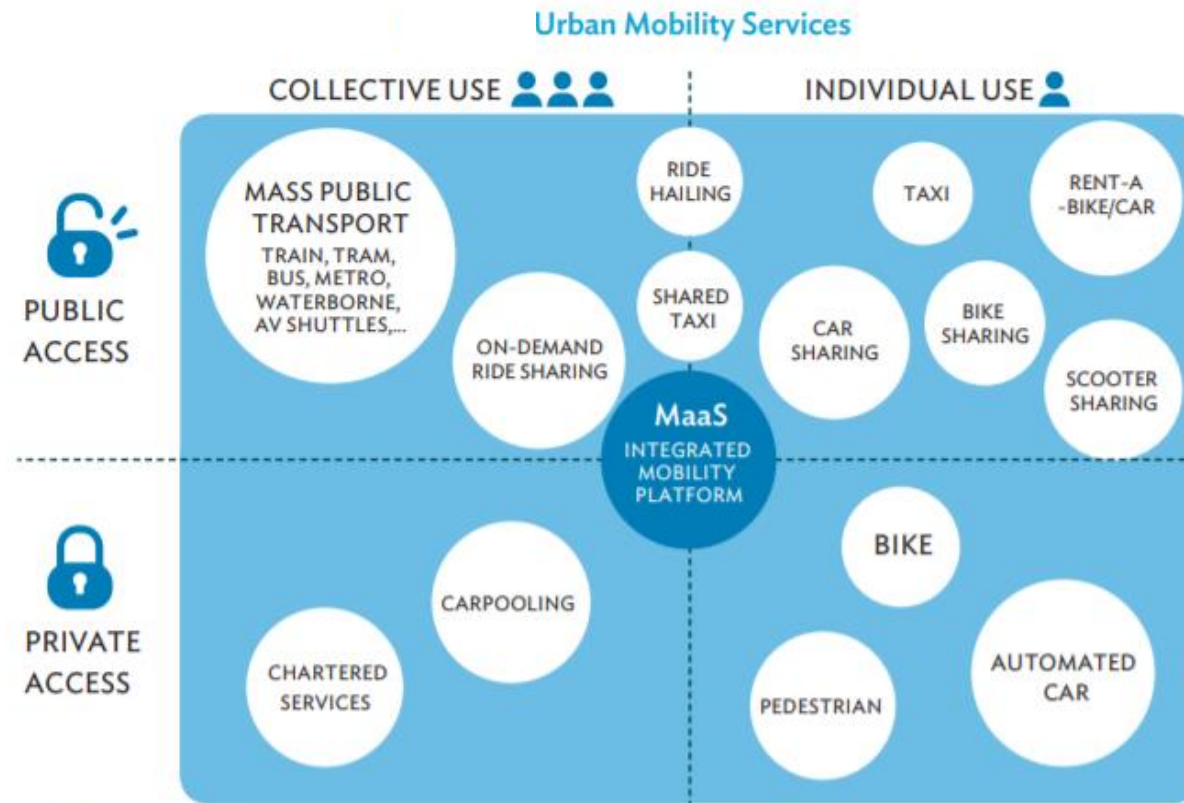 Urban Mobility Services
COLLECTIVE USE
INDIVIDUAL USE
PUBLIC
ACCESS
MASS PUBLIC
TRANSPORT
TRAIN, TRAM,
BUS, METRO,
WATERBORNE,
AV SHUTTLES,...
ON-DEMAND
RIDE SHARING
RIDE
HAILING
SHARED
TAXI
TAXI
RENT-A
-BIKE/CAR
CAR
SHARING
BIKE
SHARING
SCOOTER
SHARING
MaaS
INTEGRATED
MOBILITY
PLATFORM
PRIVATE
ACCESS
CARPOOLING
CHARTERED
SERVICES
BIKE
PEDESTRIAN
AUTOMATED
CAR